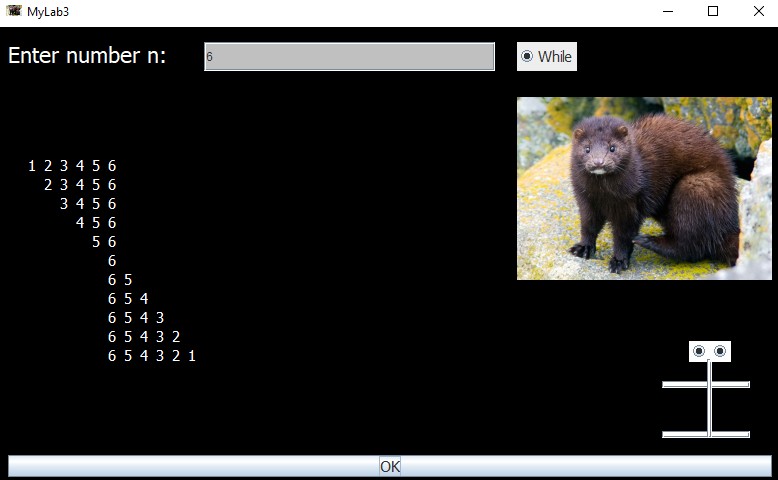 MyLab3
Enter number n:
6
While
1 2 3 4 5 6
2 3 4 5 6
3 4 5 6
4 5 6
5 6
6
6 5
6 5 4
6 5 4 3
6 5 4 3 2
6 5 4 3 2 1
OK